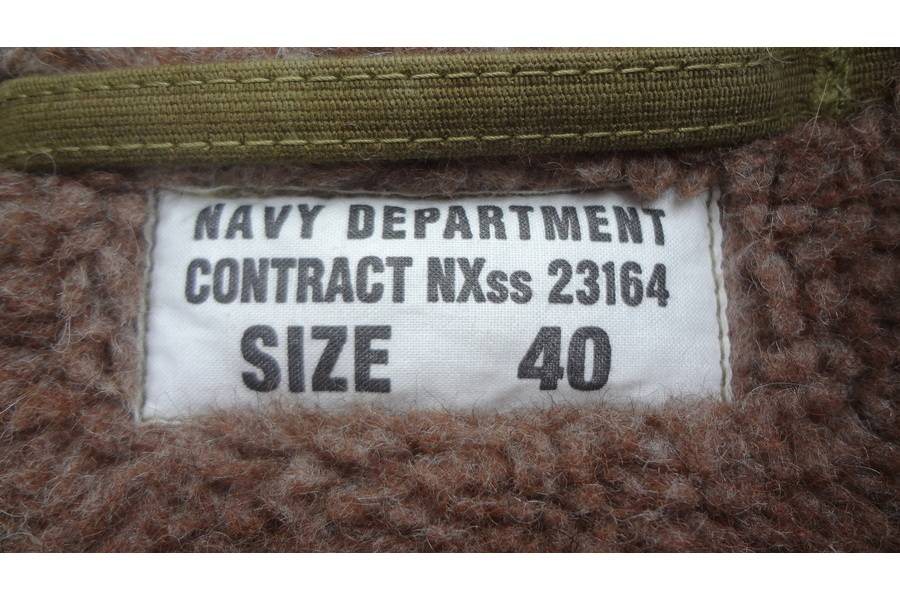 NAVY DEPARTMENT
CONTRACT NXss 23164
SIZE 40